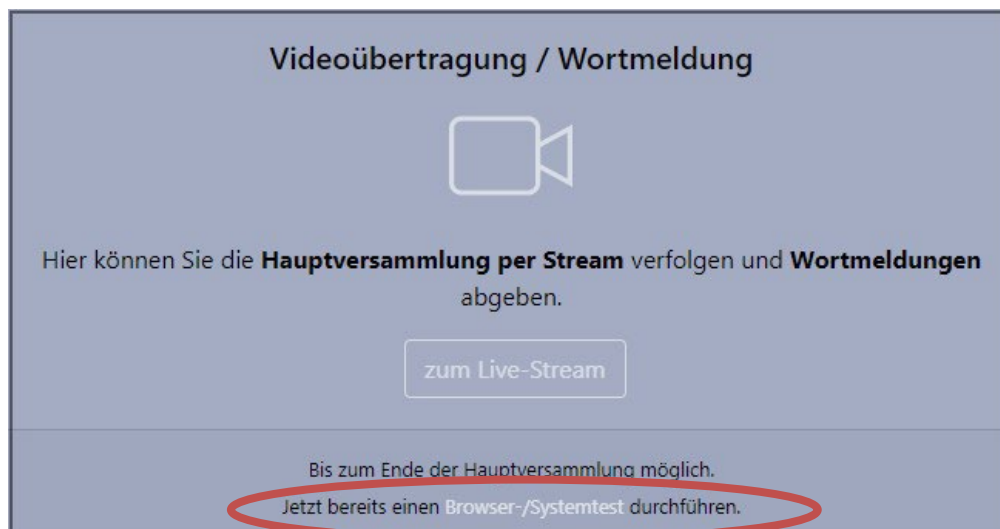 Videoübertragung / Wortmeldung
Hier können Sie die Hauptversammlung per Stream verfolgen und Wortmeldungen
abgeben.
zum Live-Stream
Bis zum Ende der Hauptversammlung möglich.
Jetzt bereits einen Browser-/Systemtest durchführen.